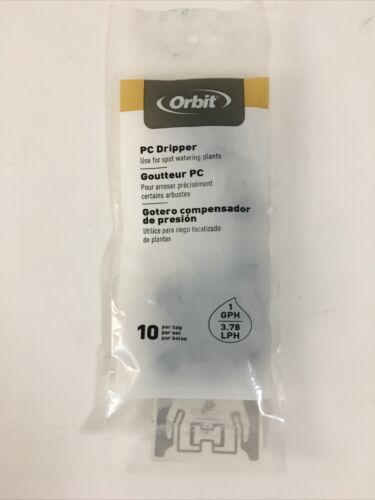 Orbit
PC Dripper
Use for spot watering plants
Goutteur PC
Pour arroser précisément
certains arbustes
Gotero compensador
de presión
Utilice para riego focalizado
de plantas
10 per bag
par sac
por bolsa
1
GPH
3.78
LPH